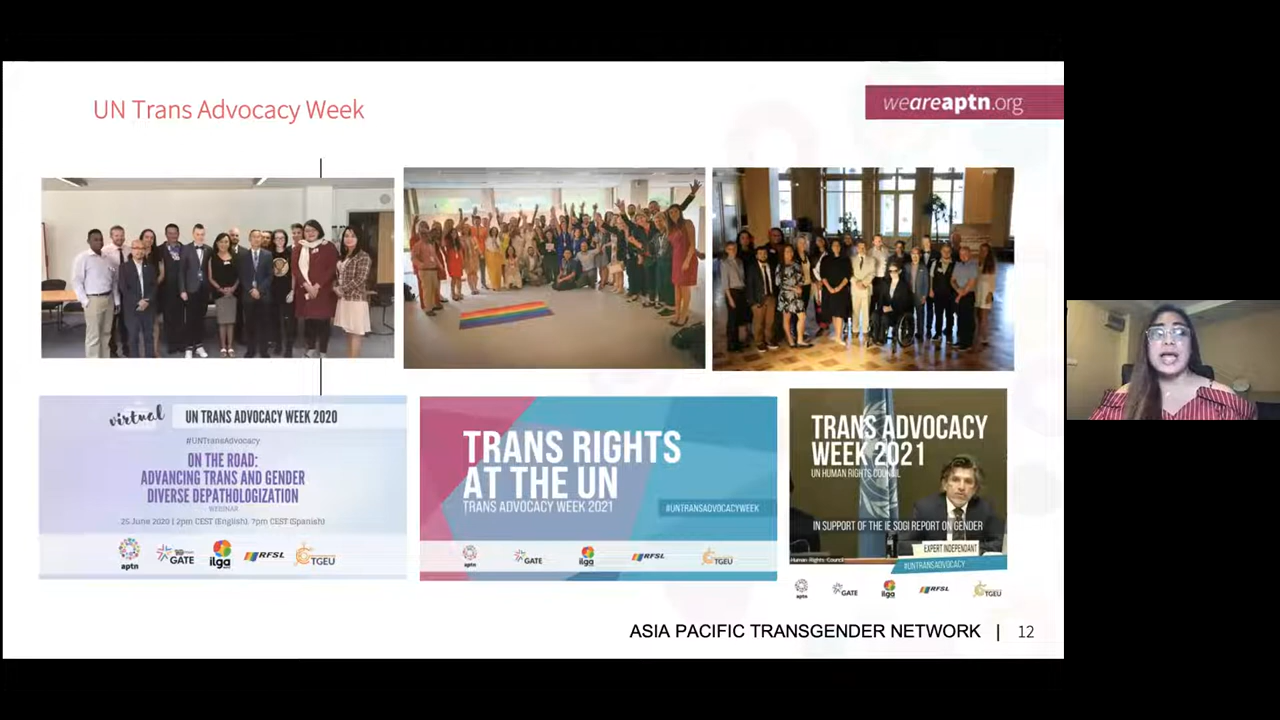 UN Trans Advocacy Week
weareaptn.org
virtual UN TRANS ADVOCACY WEEK 2020
#UNTransAdvocacy
ON THE ROAD:
ADVANCING TRANS AND GENDER
DIVERSE DEPATHOLOGIZATION
WEBINAR
25 June 2020 | 2pm CEST (English), 7pm CEST (Spanish)
aptn GATE ilga RFSL TGEU
TRANS RIGHTS
AT THE UN
TRANS ADVOCACY WEEK 2021
#UNTRANSADVOCACYWEEK
aptn GATE ilga RFSL TGEU
TRANS ADVOCACY
WEEK 2021
UN HUMAN RIGHTS COUNCIL
IN SUPPORT OF THE IE SOGI REPORT ON GENDER
EXPERT INDEPENDANT
Human Rights Council
#UNTRANSADVOCACY
aptn GATE ilga RFSL TGEU
ASIA PACIFIC TRANSGENDER NETWORK | 12